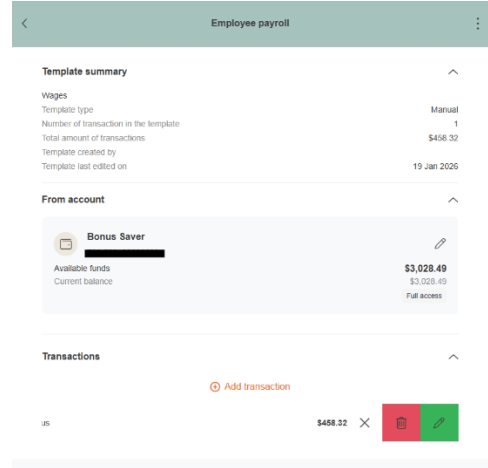 Employee payroll
Template summary
Wages
Template type Manual
Number of transaction in the template 1
Total amount of transactions $458.32
Template created by
Template last edited on 19 Jan 2026
From account
Bonus Saver
Available funds $3,028.49
Current balance $3,028.49
Full access
Transactions
Add transaction
us $458.32